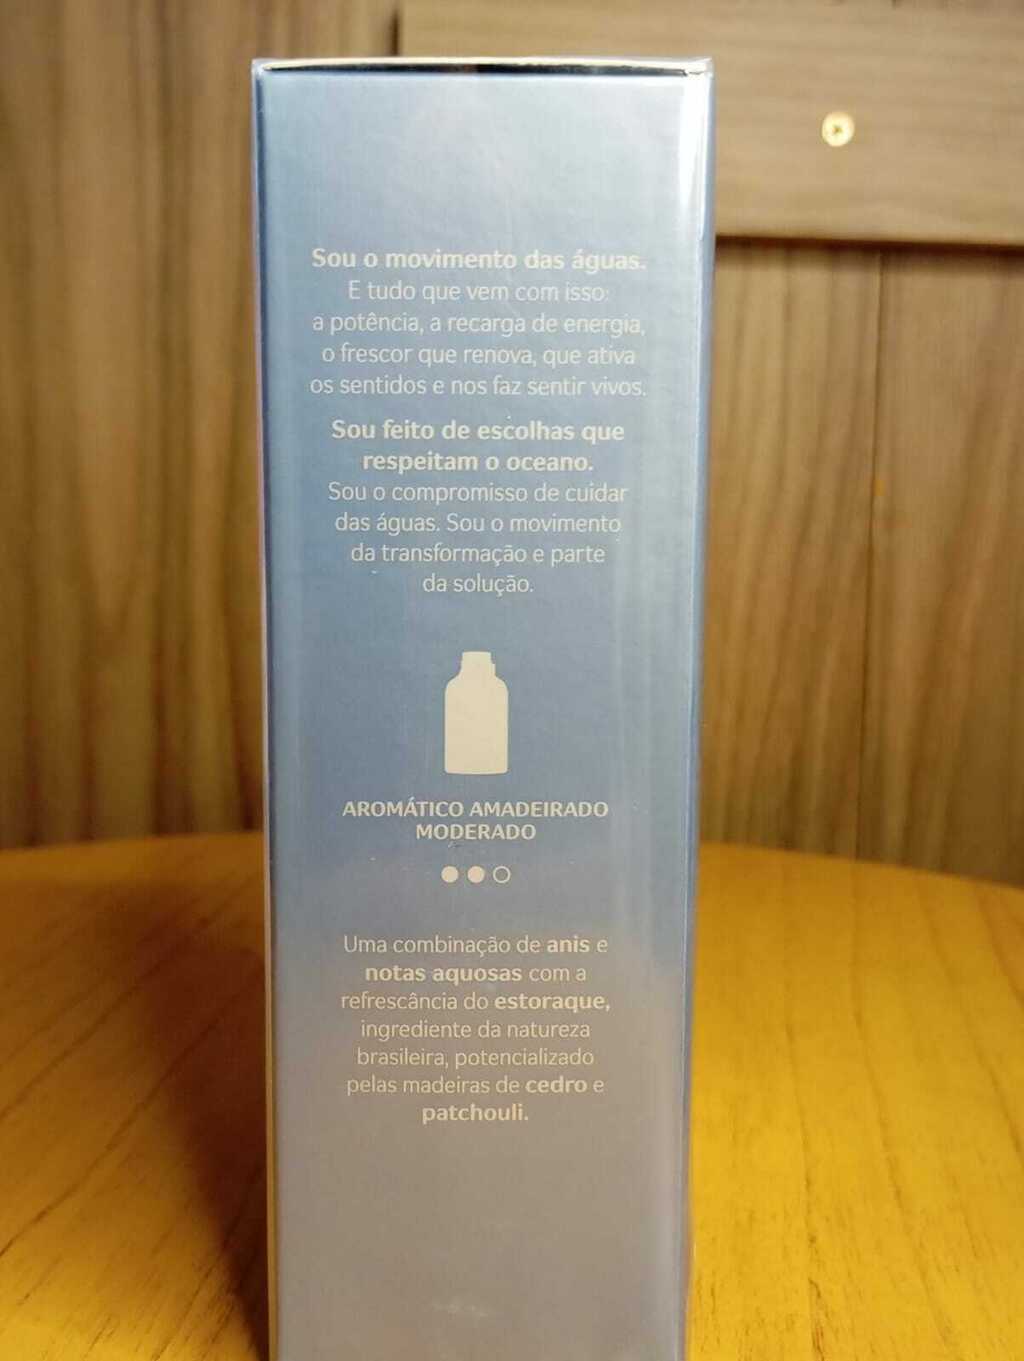 Sou o movimento das águas.
E tudo que vem com isso:
a potência, a recarga de energia,
o frescor que renova, que ativa
os sentidos e nos faz sentir vivos.
Sou feito de escolhas que
respeitam o oceano.
Sou o compromisso de cuidar
das águas. Sou o movimento
da transformação e parte
da solução.
AROMÁTICO AMADEIRADO
MODERADO
Uma combinação de anis e
notas aquosas com a
refrescância do estoraque,
ingrediente da natureza
brasileira, potencializado
pelas madeiras de cedro e
patchouli.